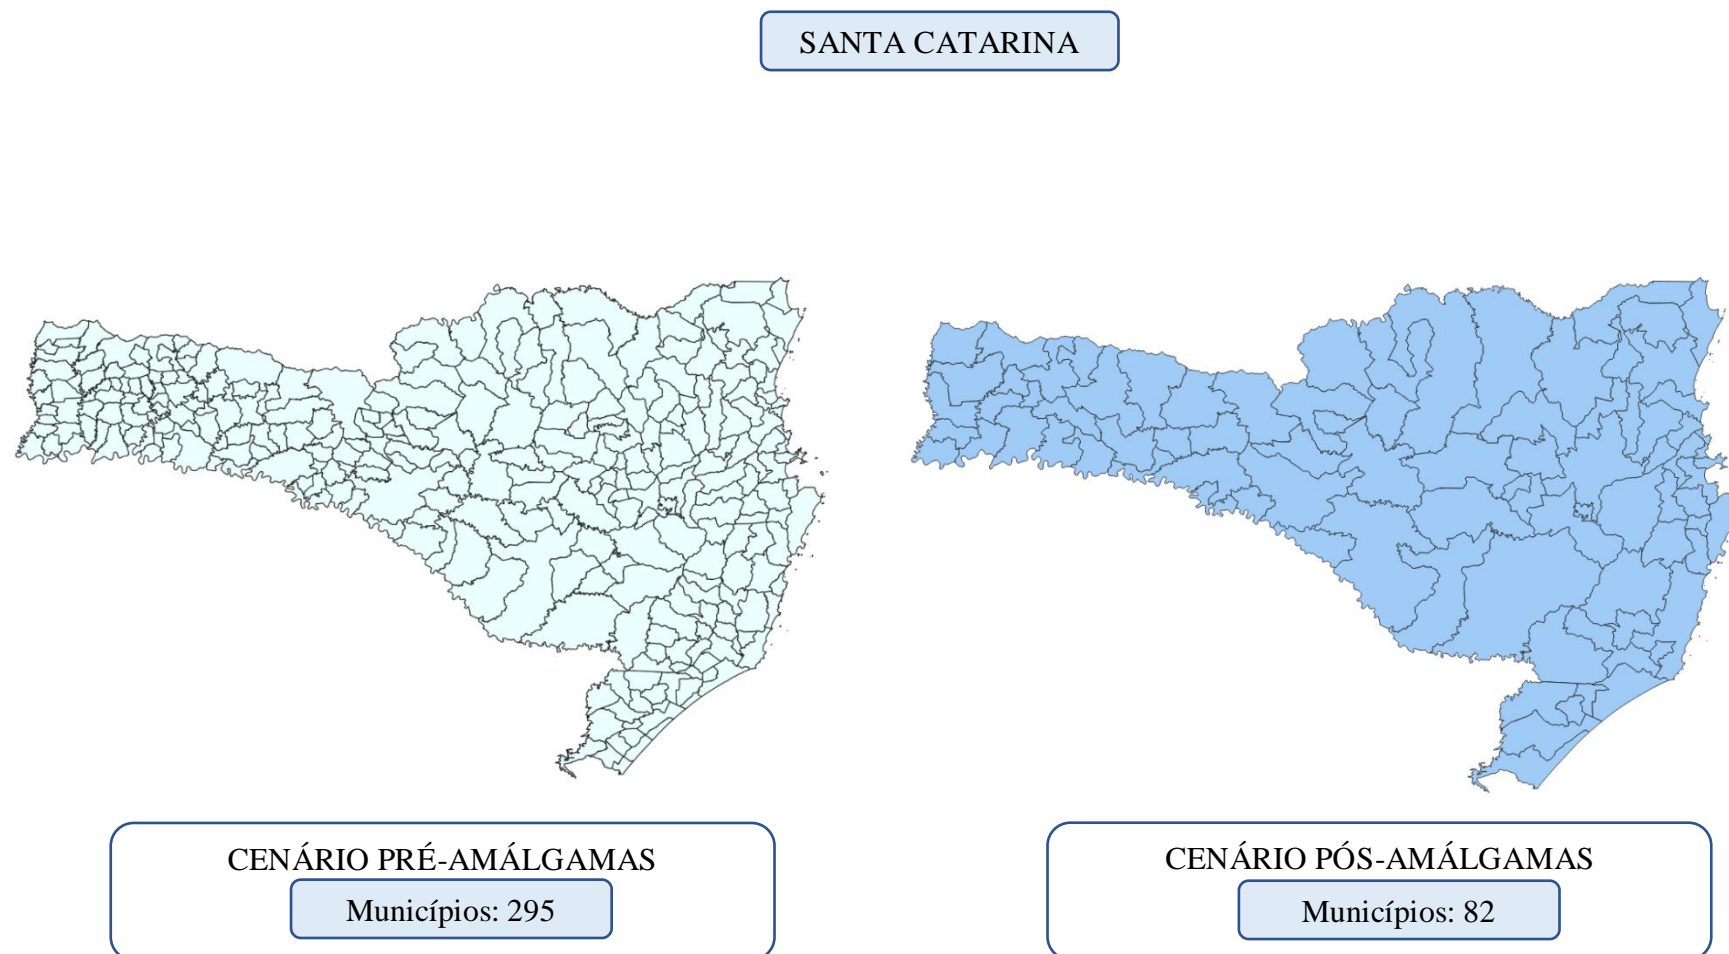 SANTA CATARINA
CENÁRIO PRÉ-AMÁLGAMAS
Municípios: 295
CENÁRIO PÓS-AMÁLGAMAS
Municípios: 82